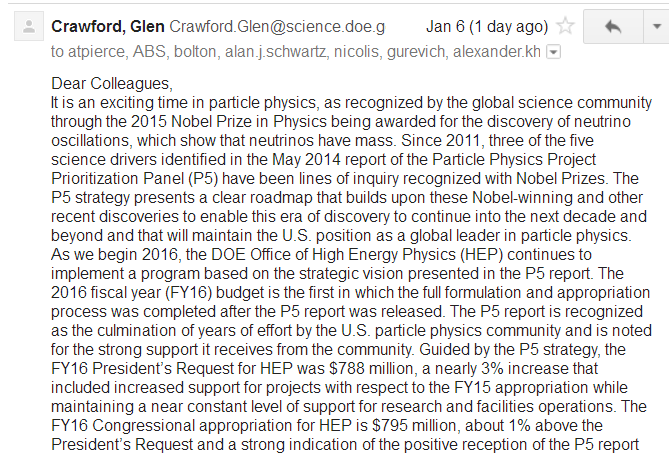 Crawford, Glen Crawford.Glen@science.doe.g Jan 6 (1 day ago)
to atpierce, ABS, bolton, alan.j.schwartz, nicolis, gurevich, alexander.kh
Dear Colleagues,
It is an exciting time in particle physics, as recognized by the global science community
through the 2015 Nobel Prize in Physics being awarded for the discovery of neutrino
oscillations, which show that neutrinos have mass. Since 2011, three of the five
science drivers identified in the May 2014 report of the Particle Physics Project
Prioritization Panel (P5) have been lines of inquiry recognized with Nobel Prizes. The
P5 strategy presents a clear roadmap that builds upon these Nobel-winning and other
recent discoveries to enable this era of discovery to continue into the next decade and
beyond and that will maintain the U.S. position as a global leader in particle physics.
As we begin 2016, the DOE Office of High Energy Physics (HEP) continues to
implement a program based on the strategic vision presented in the P5 report. The
2016 fiscal year (FY16) budget is the first in which the full formulation and appropriation
process was completed after the P5 report was released. The P5 report is recognized
as the culmination of years of effort by the U.S. particle physics community and is noted
for the strong support it receives from the community. Guided by the P5 strategy, the
FY16 President's Request for HEP was $788 million, a nearly 3% increase that
included increased support for projects with respect to the FY15 appropriation while
maintaining a near constant level of support for research and facilities operations. The
FY16 Congressional appropriation for HEP is $795 million, about 1% above the
President's Request and a strong indication of the positive reception of the P5 report